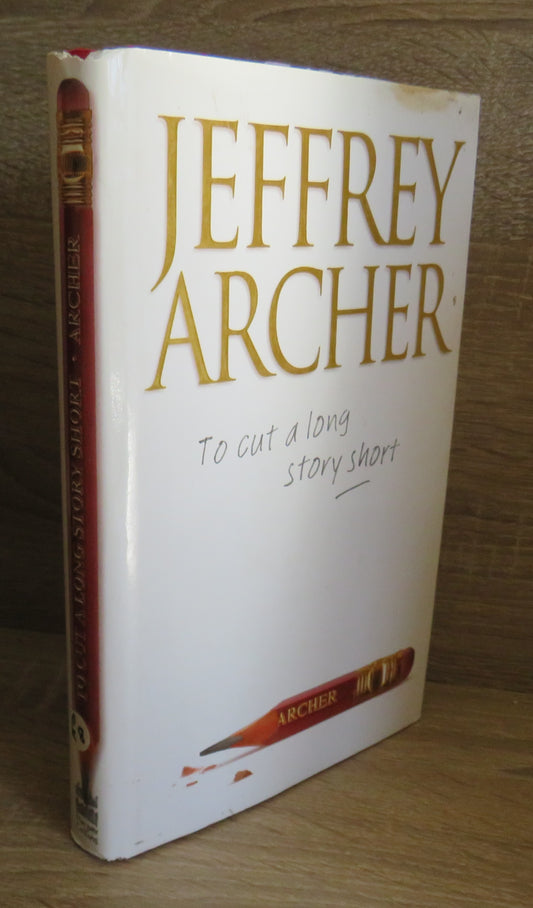 JEFFREY
ARCHER
To cut a long
story short
ARCHER
TO CUT A LONG STORY SHORT · ARCHER